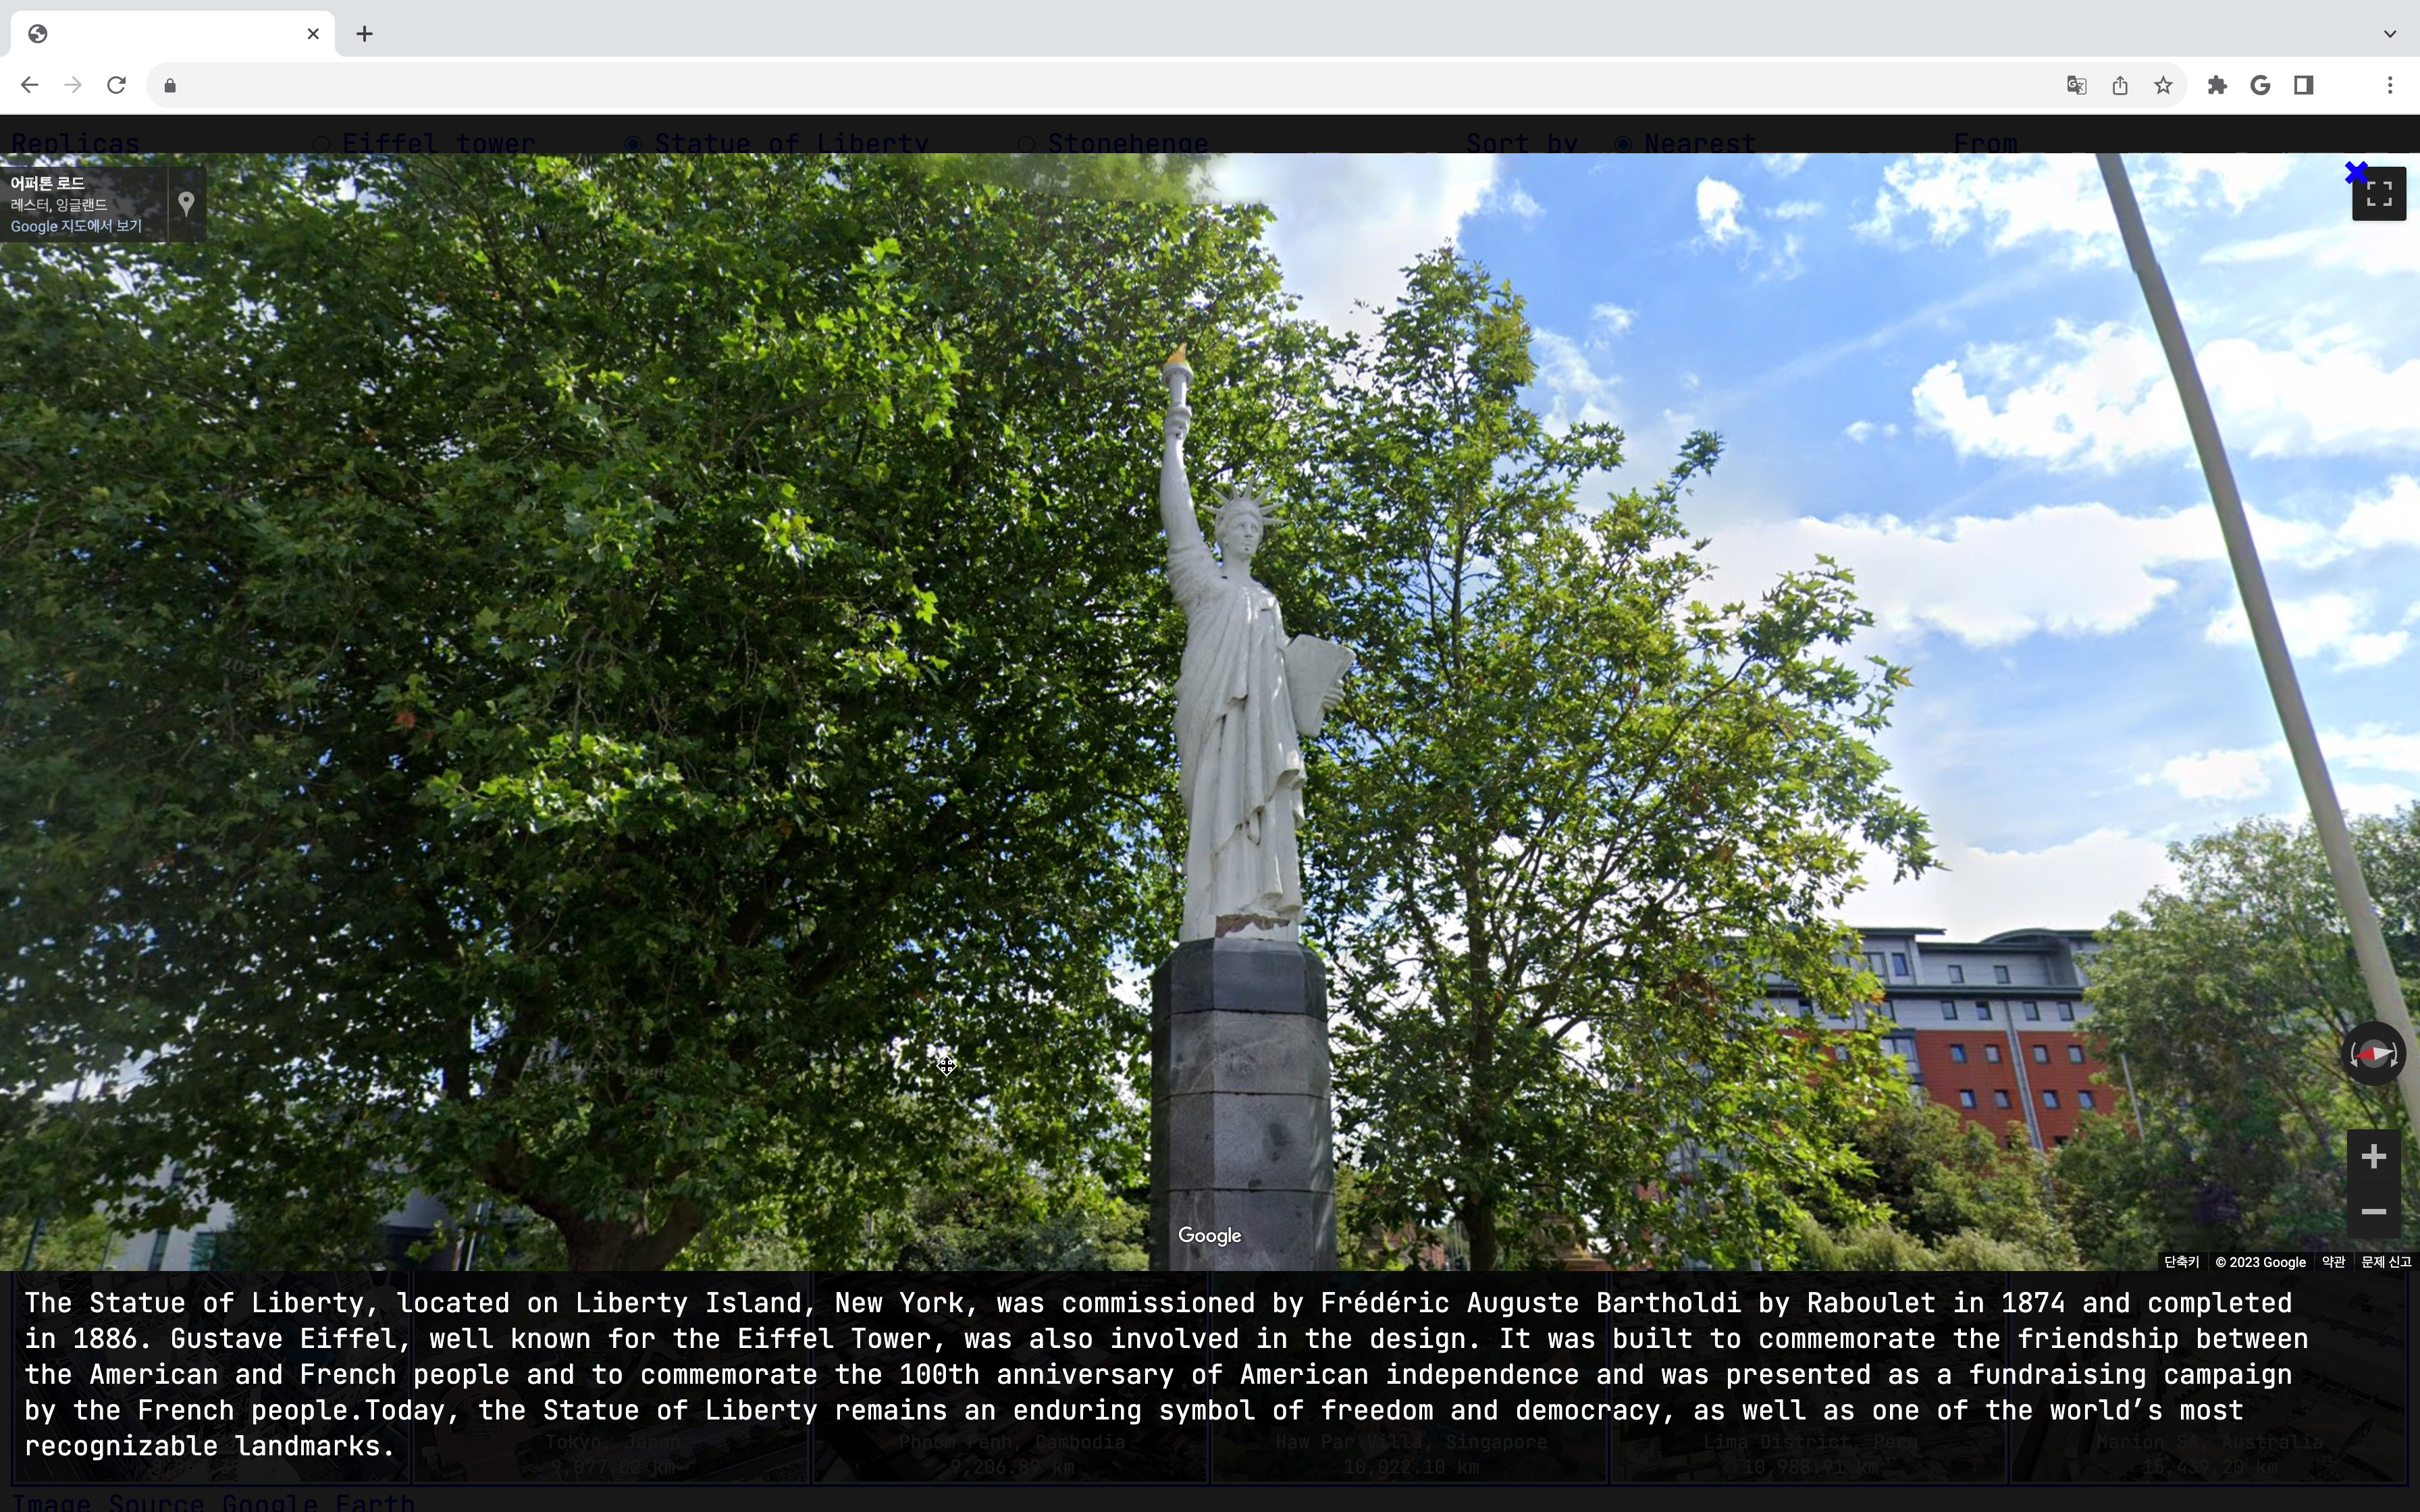 Replicas Eiffel tower Statue of Liberty Stonehenge Sort by Nearest From
어퍼톤 로드
레스터, 잉글랜드
Google 지도에서 보기
Google
Google
단축키 © 2023 Google 약관 문제 신고
The Statue of Liberty, located on Liberty Island, New York, was commissioned by Frédéric Auguste Bartholdi by Raboulet in 1874 and completed
in 1886. Gustave Eiffel, well known for the Eiffel Tower, was also involved in the design. It was built to commemorate the friendship between
the American and French people and to commemorate the 100th anniversary of American independence and was presented as a fundraising campaign
by the French people.Today, the Statue of Liberty remains an enduring symbol of freedom and democracy, as well as one of the world’s most
recognizable landmarks.
Tokyo, Japan Phnom Penh, Cambodia Haw Par Villa, Singapore Lima District, Peru Marion SA, Australia
9,077.02 km 9,206.89 km 10,022.10 km 10,988.91 km 15,439.20 km
Image Source Google Earth